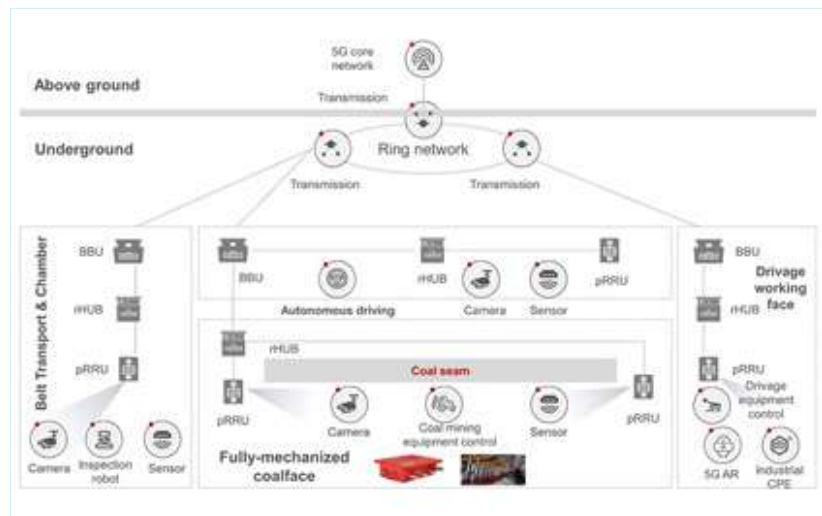 5G core
network
Above ground
Transmission
Underground
Ring network
Transmission
Transmission
Belt Transport & Chamber
BBU
rHUB
pRRU
Camera
Inspection
robot
Sensor
BBU
rHUB
pRRU
Autonomous driving
Camera
Sensor
rHUB
Coal seam
pRRU
pRRU
Camera
Coal mining
equipment control
Sensor
Fully-mechanized
coalface
BBU
Drivage
working
face
rHUB
pRRU
Drivage
equipment
control
5G AR
Industrial
CPE